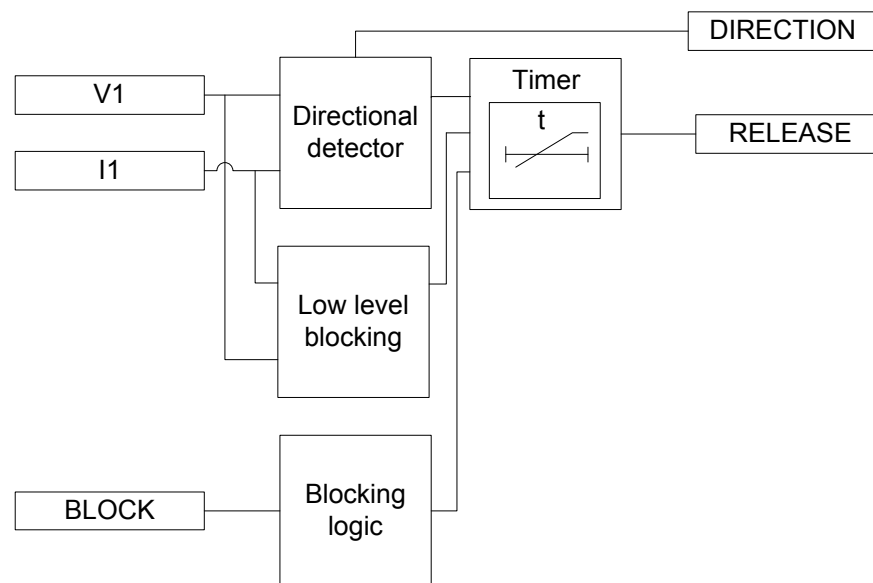 DIRECTION
V1
Directional
detector
Timer
t
RELEASE
I1
Low level
blocking
BLOCK
Blocking
logic